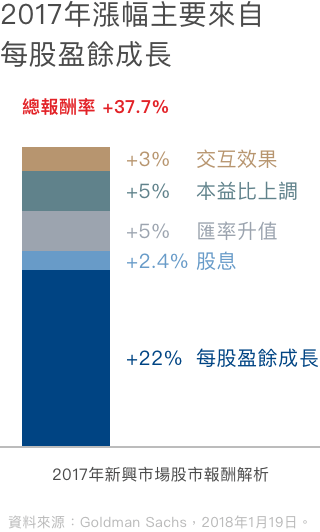 2017年漲幅主要來自
每股盈餘成長
總報酬率 +37.7%
+3% 交互效果
+5% 本益比上調
+5% 匯率升值
+2.4% 股息
+22% 每股盈餘成長
2017年新興市場股市報酬解析
資料來源：Goldman Sachs，2018年1月19日。